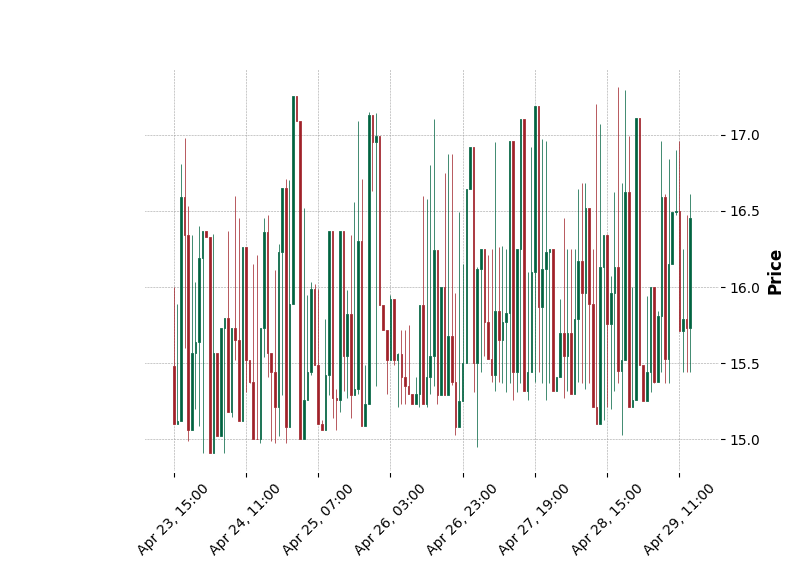 17.0
16.5
16.0
15.5
15.0
Price
Apr 23, 15:00
Apr 24, 11:00
Apr 25, 07:00
Apr 26, 03:00
Apr 26, 23:00
Apr 27, 19:00
Apr 28, 15:00
Apr 29, 11:00